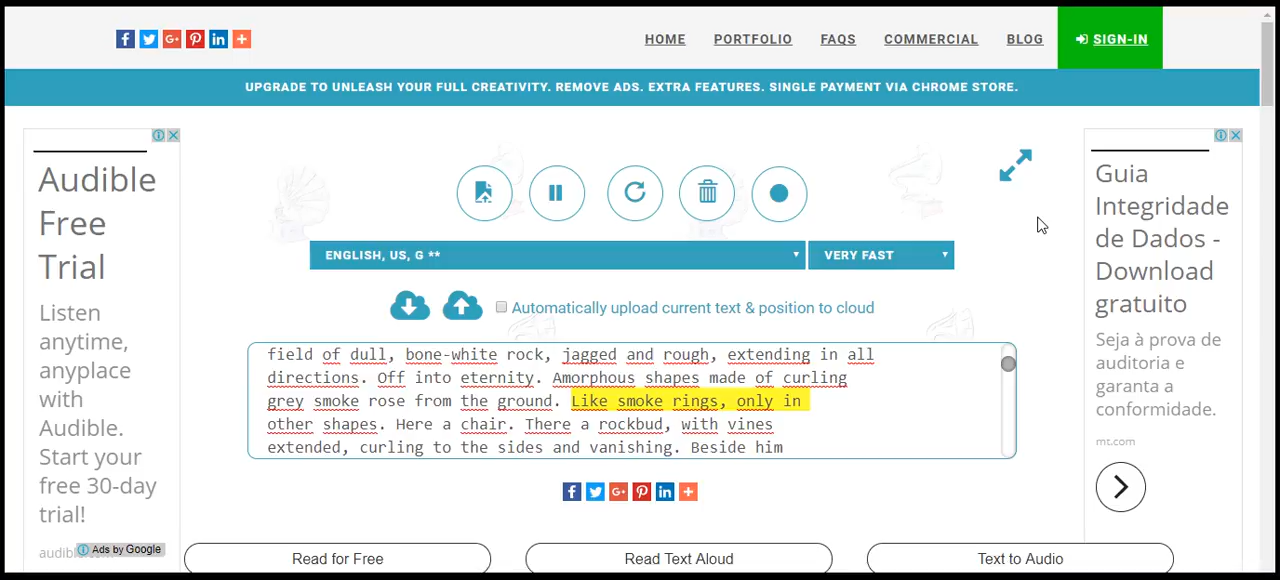 HOME PORTFOLIO FAQS COMMERCIAL BLOG SIGN-IN
UPGRADE TO UNLEASH YOUR FULL CREATIVITY. REMOVE ADS. EXTRA FEATURES. SINGLE PAYMENT VIA CHROME STORE.
Audible
Free
Trial
Listen
anytime,
anyplace
with
Audible.
Start your
free 30-day
trial!
Ads by Google
ENGLISH, US, G **
VERY FAST
Automatically upload current text & position to cloud
field of dull, bone-white rock, jagged and rough, extending in all
directions. Off into eternity. Amorphous shapes made of curling
grey smoke rose from the ground. Like smoke rings, only in
other shapes. Here a chair. There a rockbud, with vines
extended, curling to the sides and vanishing. Beside him
Read for Free
Read Text Aloud
Text to Audio
Guia
Integridade
de Dados -
Download
gratuito
Seja à prova de
auditoria e
garanta a
conformidade.
mt.com